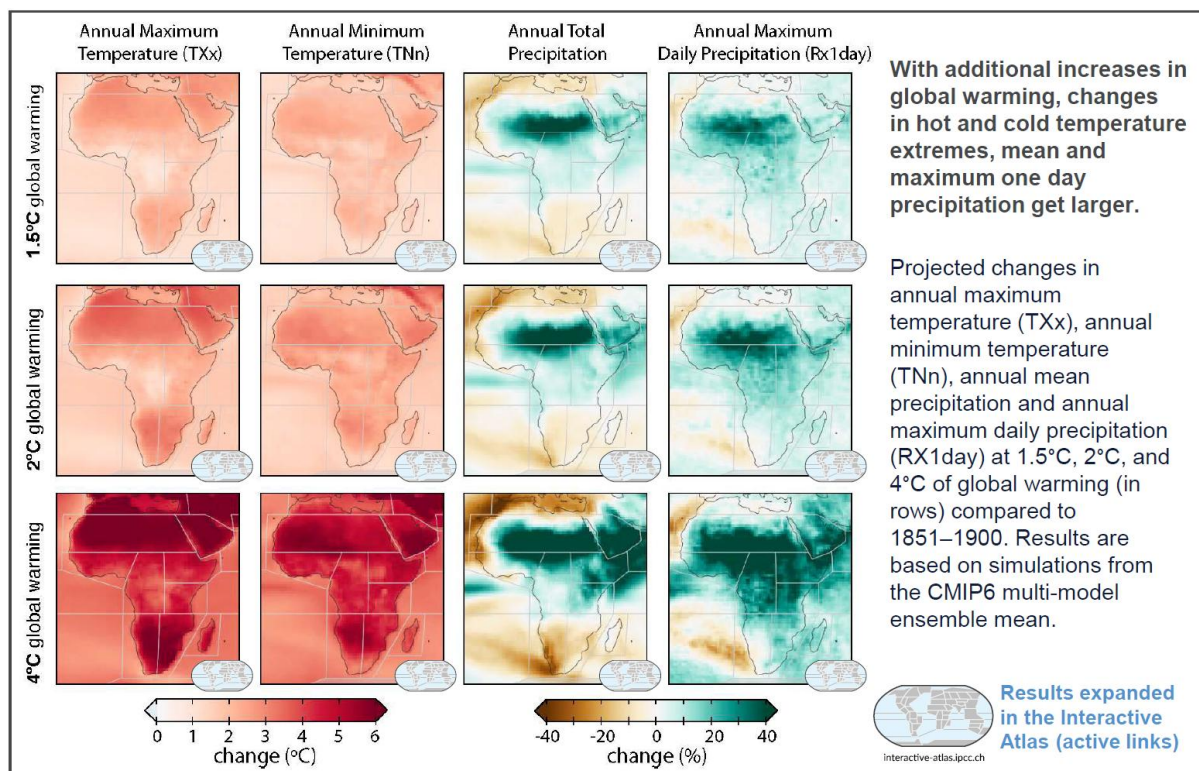 Annual Maximum
Temperature (TXx)
Annual Minimum
Temperature (TNn)
Annual Total
Precipitation
Annual Maximum
Daily Precipitation (Rx1day)
1.5ºC global warming
2ºC global warming
4ºC global warming
0 1 2 3 4 5 6
change (ºC)
-40 -20 0 20 40
change (%)
With additional increases in
global warming, changes
in hot and cold temperature
extremes, mean and
maximum one day
precipitation get larger.
Projected changes in
annual maximum
temperature (TXx), annual
minimum temperature
(TNn), annual mean
precipitation and annual
maximum daily precipitation
(RX1day) at 1.5°C, 2°C, and
4°C of global warming (in
rows) compared to
1851–1900. Results are
based on simulations from
the CMIP6 multi-model
ensemble mean.
Results expanded
in the Interactive
Atlas (active links)
interactive-atlas.ipcc.ch